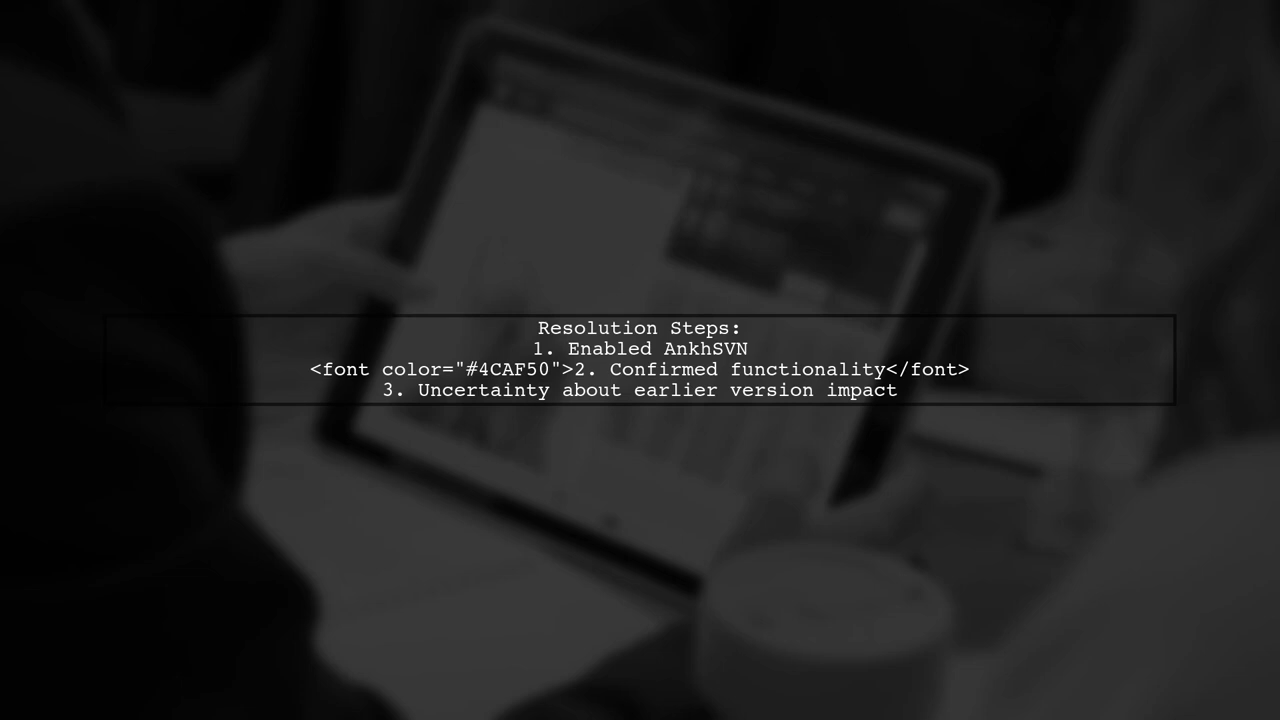 Resolution Steps:
1. Enabled AnkhSVN
<font color="#4CAF50">2. Confirmed functionality</font>
3. Uncertainty about earlier version impact